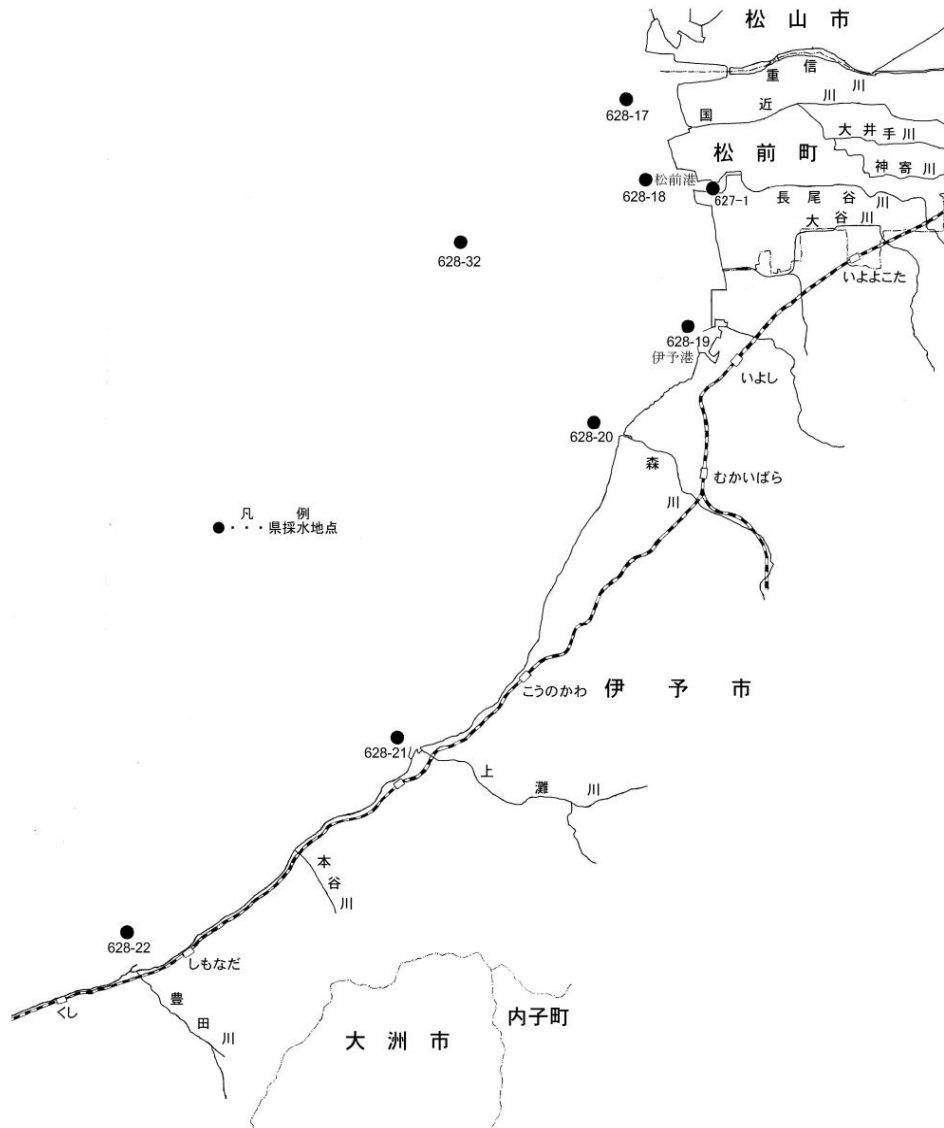 松山市
重信川
628-17
国近川
大井手川
松前町
神寄川
松前港
628-18
627-1
長尾谷川
大谷川
628-32
いよよこた
628-19
伊予港
いよし
628-20
森川
むかいばら
凡例
●・・・県採水地点
こうのかわ
伊予市
628-21
上灘川
本谷川
628-22
しもなだ
くし
豊田川
大洲市
内子町